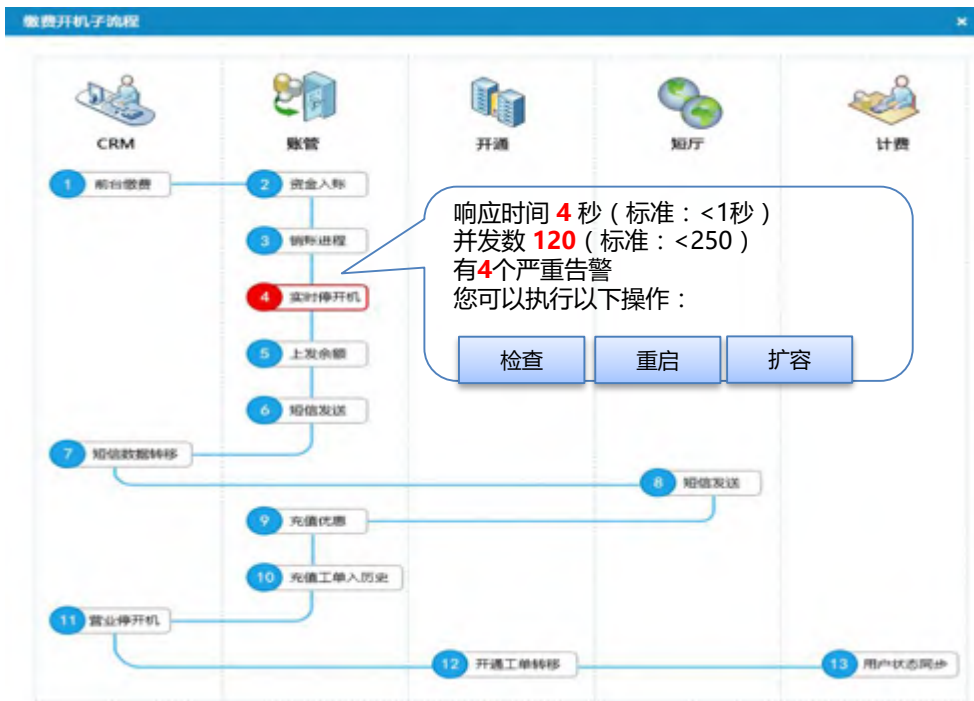 缴费开机子流程
CRM
账管
开通
短厅
计费
1 前台缴费
2 资金入账
3 销账进程
4 实时停开机
响应时间 4 秒（标准：<1秒）
并发数 120（标准：<250）
有4个严重告警
您可以执行以下操作：
检查
重启
扩容
5 上发余额
6 短信发送
7 短信数据转移
8 短信发送
9 充值优惠
10 充值工单入历史
11 营业停开机
12 开通工单转移
13 用户状态同步